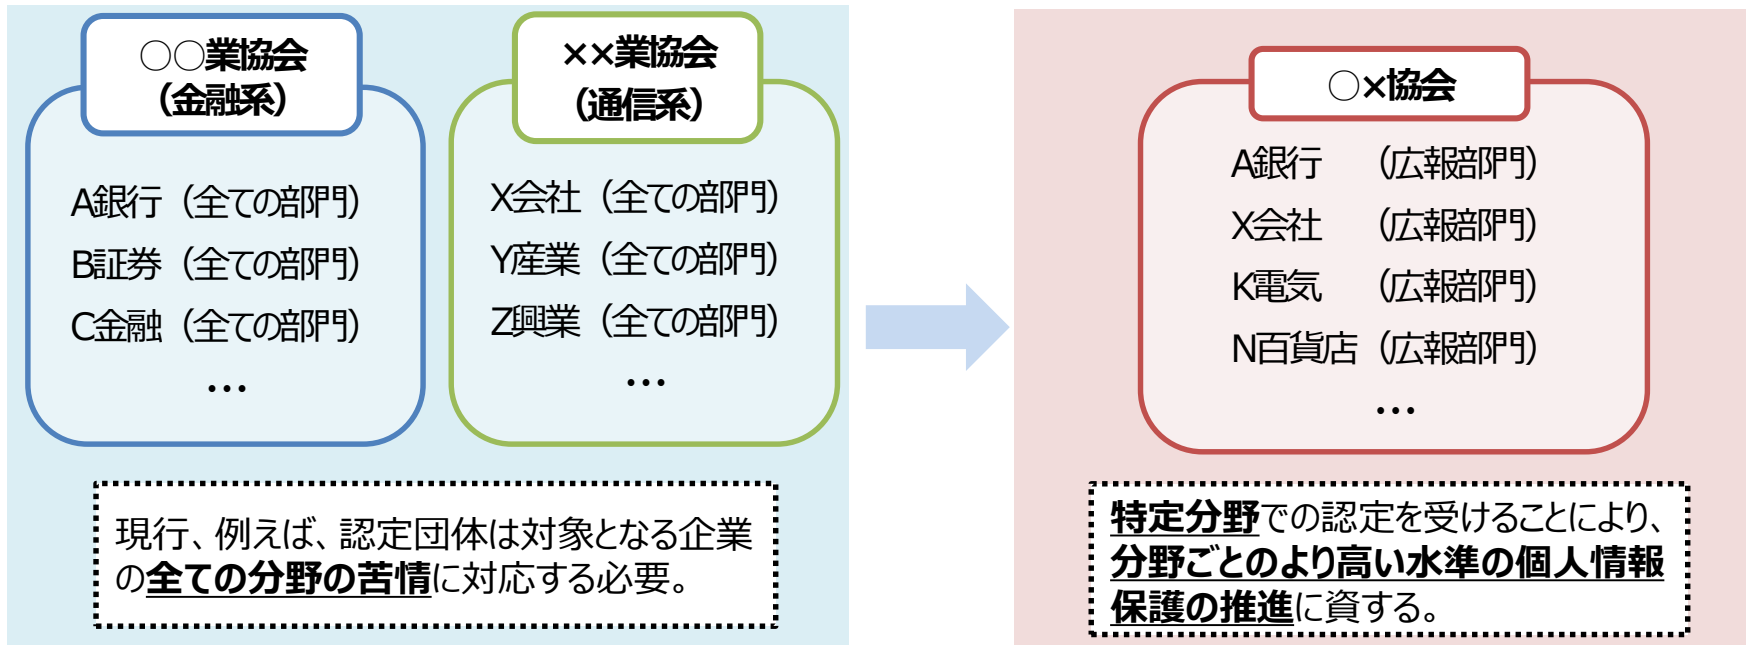 ○○業協会
（金融系）
A銀行（全ての部門）
B証券（全ての部門）
C金融（全ての部門）
…
××業協会
（通信系）
X会社（全ての部門）
Y産業（全ての部門）
Z興業（全ての部門）
…
現行、例えば、認定団体は対象となる企業
の全ての分野の苦情に対応する必要。
○×協会
A銀行　（広報部門）
X会社　（広報部門）
K電気　（広報部門）
N百貨店（広報部門）
…
特定分野での認定を受けることにより、
分野ごとのより高い水準の個人情報
保護の推進に資する。